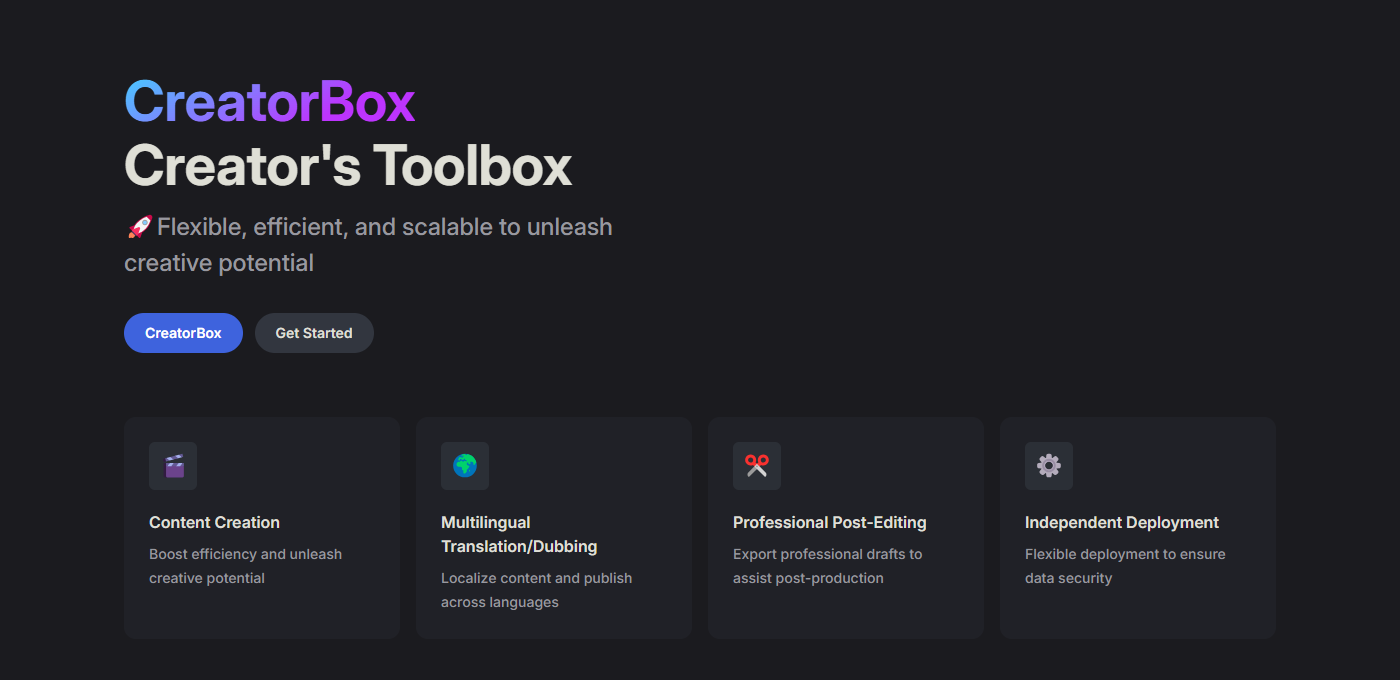 CreatorBox
Creator's Toolbox
🚀Flexible, efficient, and scalable to unleash
creative potential
CreatorBox
Get Started
Content Creation
Boost efficiency and unleash
creative potential
Multilingual
Translation/Dubbing
Localize content and publish
across languages
Professional Post-Editing
Export professional drafts to
assist post-production
Independent Deployment
Flexible deployment to ensure
data security